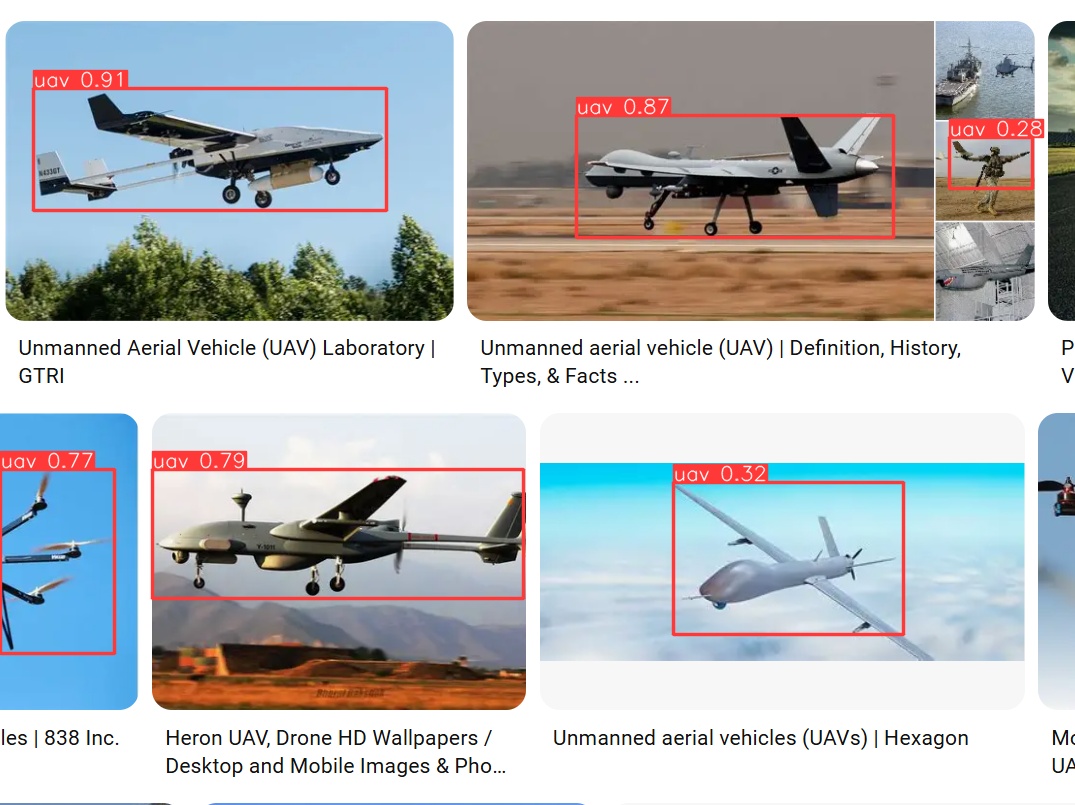 uav 0.91
uav 0.87
uav 0.28
N433GT
Unmanned Aerial Vehicle (UAV) Laboratory |
GTRI
Unmanned aerial vehicle (UAV) | Definition, History,
Types, & Facts ...
P
V
uav 0.77
uav 0.79
uav 0.32
les | 838 Inc.
Heron UAV, Drone HD Wallpapers /
Desktop and Mobile Images & Pho...
Unmanned aerial vehicles (UAVs) | Hexagon
Mo
UA